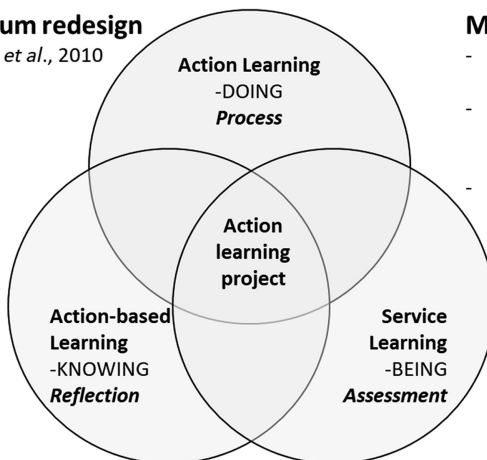 um redesign
et al., 2010
M
-
-
-
Action Learning
-DOING
Process
Action
learning
project
Action-based
Learning
-KNOWING
Reflection
Service
Learning
-BEING
Assessment